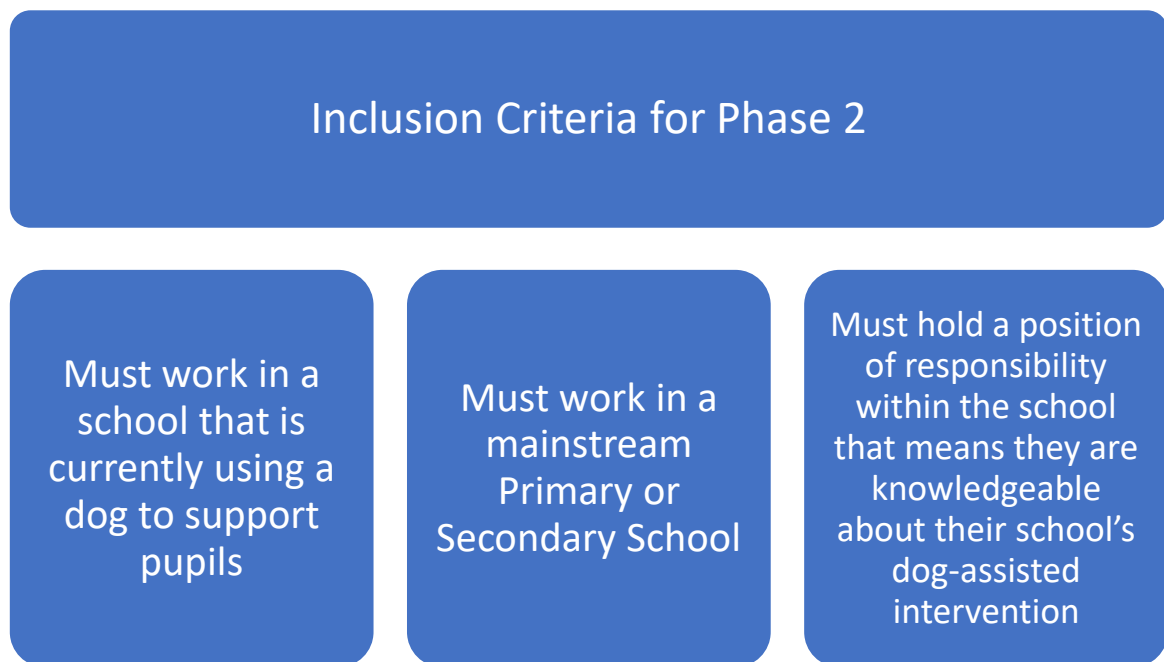 Inclusion Criteria for Phase 2
Must work in a
school that is
currently using a
dog to support
pupils
Must work in a
mainstream
Primary or
Secondary School
Must hold a position
of responsibility
within the school
that means they are
knowledgeable
about their school’s
dog-assisted
intervention